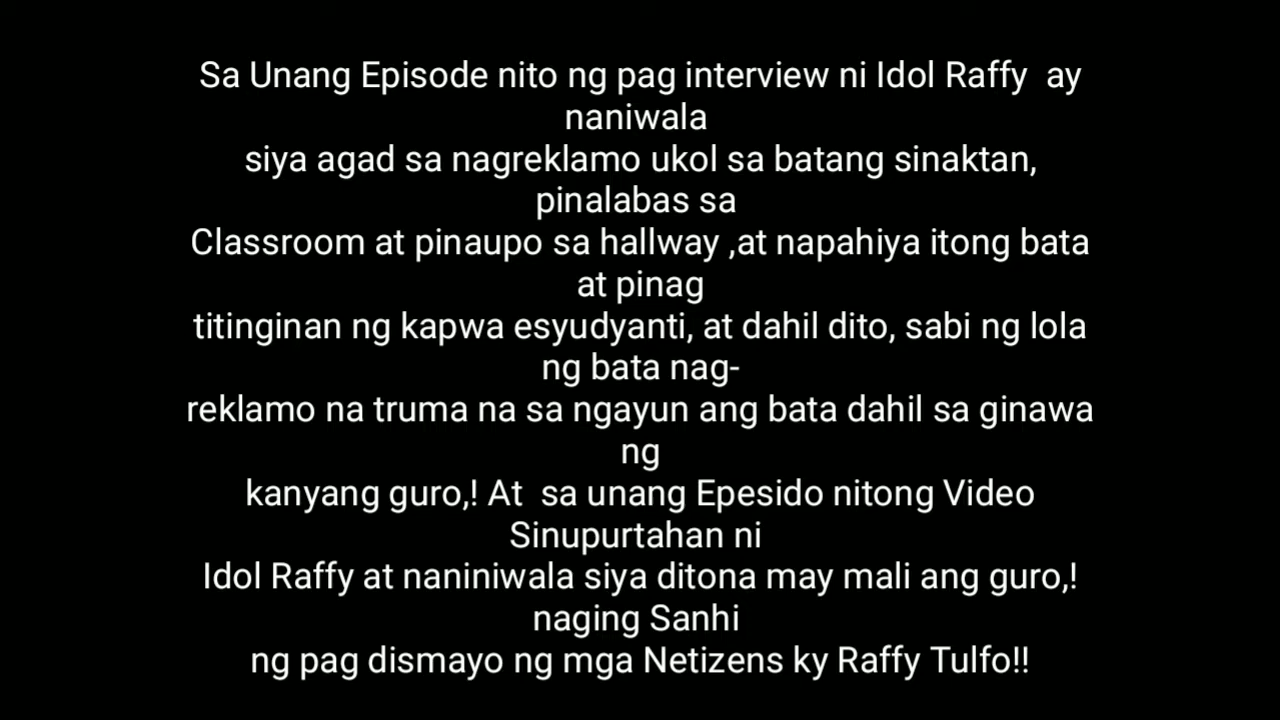 Sa Unang Episode nito ng pag interview ni Idol Raffy  ay
naniwala
siya agad sa nagreklamo ukol sa batang sinaktan,
pinalabas sa
Classroom at pinaupo sa hallway ,at napahiya itong bata
at pinag
titinginan ng kapwa esyudyanti, at dahil dito, sabi ng lola
ng bata nag-
reklamo na truma na sa ngayun ang bata dahil sa ginawa
ng
kanyang guro,! At  sa unang Epesido nitong Video
Sinupurtahan ni
Idol Raffy at naniniwala siya ditona may mali ang guro,!
naging Sanhi
ng pag dismayo ng mga Netizens ky Raffy Tulfo!!